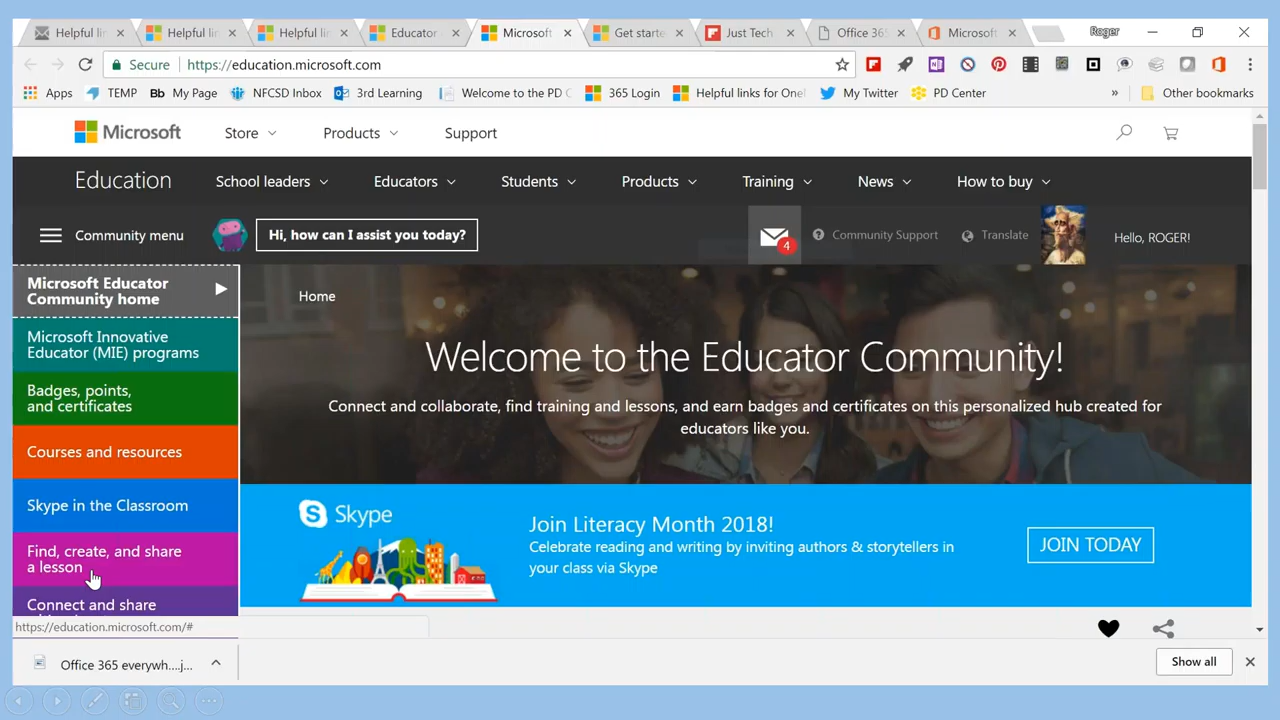 Helpful lin
Helpful lin
Helpful lin
Educator
Microsoft
Get starte
Just Tech
Office 365
Microsoft
Roger
Secure
https://education.microsoft.com
Apps
TEMP
Bb My Page
NFCSD Inbox
3rd Learning
Welcome to the PD C
365 Login
Helpful links for Onel
My Twitter
PD Center
»
Other bookmarks
Microsoft
Store
Products
Support
Education
School leaders
Educators
Students
Products
Training
News
How to buy
Community menu
Hi, how can I assist you today?
4
Community Support
Translate
Hello, ROGER!
Microsoft Educator
Community home
Microsoft Innovative
Educator (MIE) programs
Badges, points,
and certificates
Courses and resources
Skype in the Classroom
Find, create, and share
a lesson
Connect and share
https://education.microsoft.com/#
Home
Welcome to the Educator Community!
Connect and collaborate, find training and lessons, and earn badges and certificates on this personalized hub created for
educators like you.
Skype
Join Literacy Month 2018!
Celebrate reading and writing by inviting authors & storytellers in
your class via Skype
JOIN TODAY
Office 365 everywh....j...
Show all